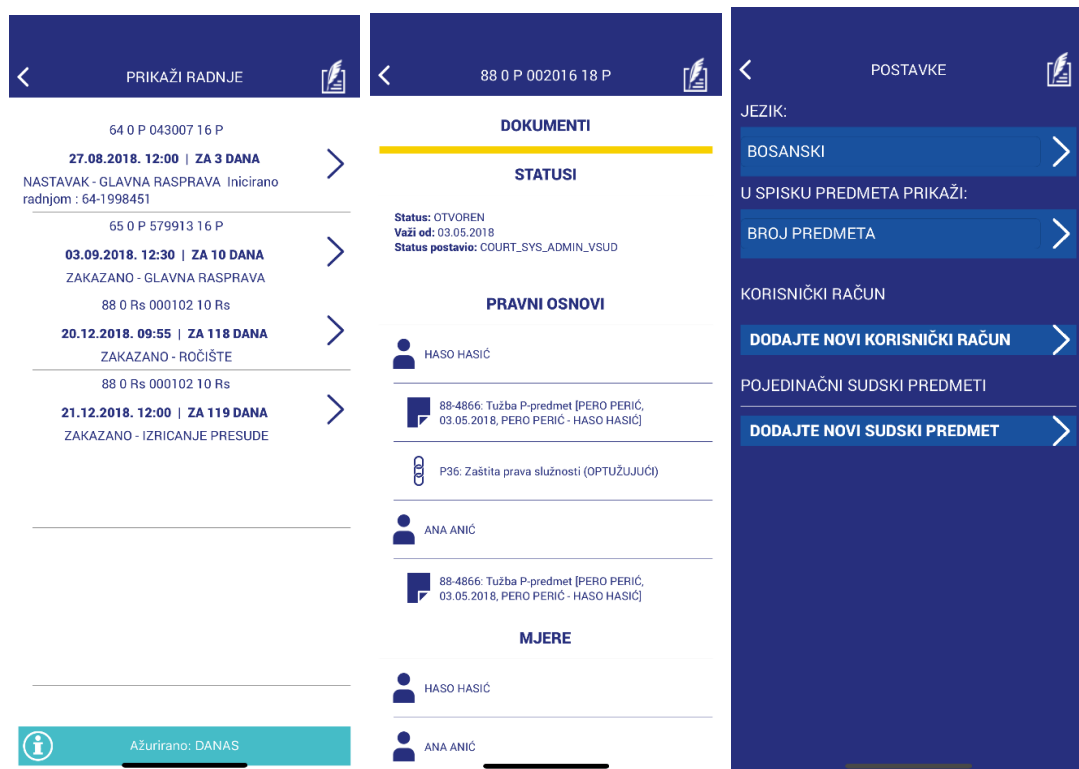 PRIKAŽI RADNJE
64 0 P 043007 16 P
27.08.2018. 12:00 | ZA 3 DANA
NASTAVAK - GLAVNA RASPRAVA Inicirano
radnjom : 64-1998451
65 0 P 579913 16 P
03.09.2018. 12:30 | ZA 10 DANA
ZAKAZANO - GLAVNA RASPRAVA
88 0 Rs 000102 10 Rs
20.12.2018. 09:55 | ZA 118 DANA
ZAKAZANO - ROČIŠTE
88 0 Rs 000102 10 Rs
21.12.2018. 12:00 | ZA 119 DANA
ZAKAZANO - IZRICANJE PRESUDE
Ažurirano: DANAS
88 0 P 002016 18 P
DOKUMENTI
STATUSI
Status: OTVOREN
Važi od: 03.05.2018
Status postavio: COURT_SYS_ADMIN_VSUD
PRAVNI OSNOVI
HASO HASIĆ
88-4866: Tužba P-predmet [PERO PERIĆ,
03.05.2018, PERO PERIĆ - HASO HASIĆ]
P36: Zaštita prava služnosti (OPTUŽUJUĆI)
ANA ANIĆ
88-4866: Tužba P-predmet [PERO PERIĆ,
03.05.2018, PERO PERIĆ - HASO HASIĆ]
MJERE
HASO HASIĆ
ANA ANIĆ
POSTAVKE
JEZIK:
BOSANSKI
U SPISKU PREDMETA PRIKAŽI:
BROJ PREDMETA
KORISNIČKI RAČUN
DODAJTE NOVI KORISNIČKI RAČUN
POJEDINAČNI SUDSKI PREDMETI
DODAJTE NOVI SUDSKI PREDMET